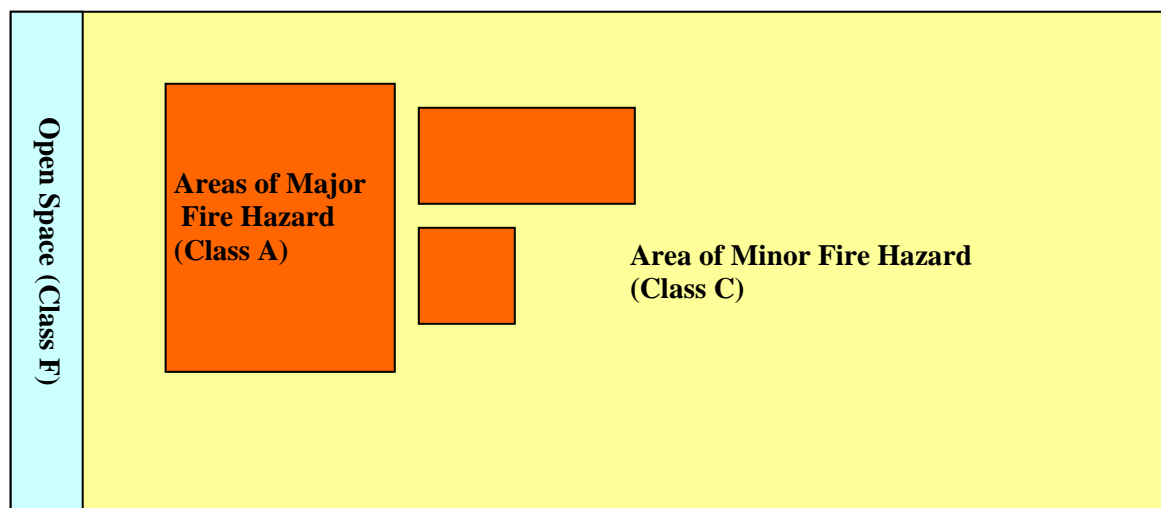 Open Space (Class F)
Areas of Major
Fire Hazard
(Class A)
Area of Minor Fire Hazard
(Class C)